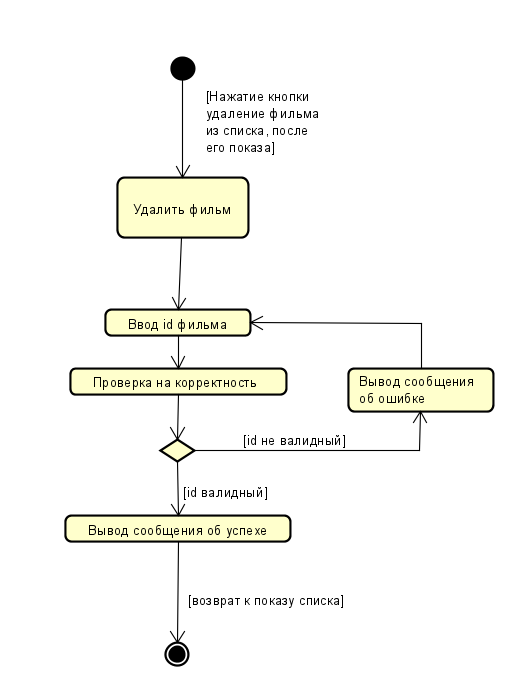 [Нажатие кнопки
удаление фильма
из списка, после
его показа]
Удалить фильм
Ввод id фильма
Проверка на корректность
Вывод сообщения
об ошибке
[id не валидный]
[id валидный]
Вывод сообщения об успехе
[возврат к показу списка]